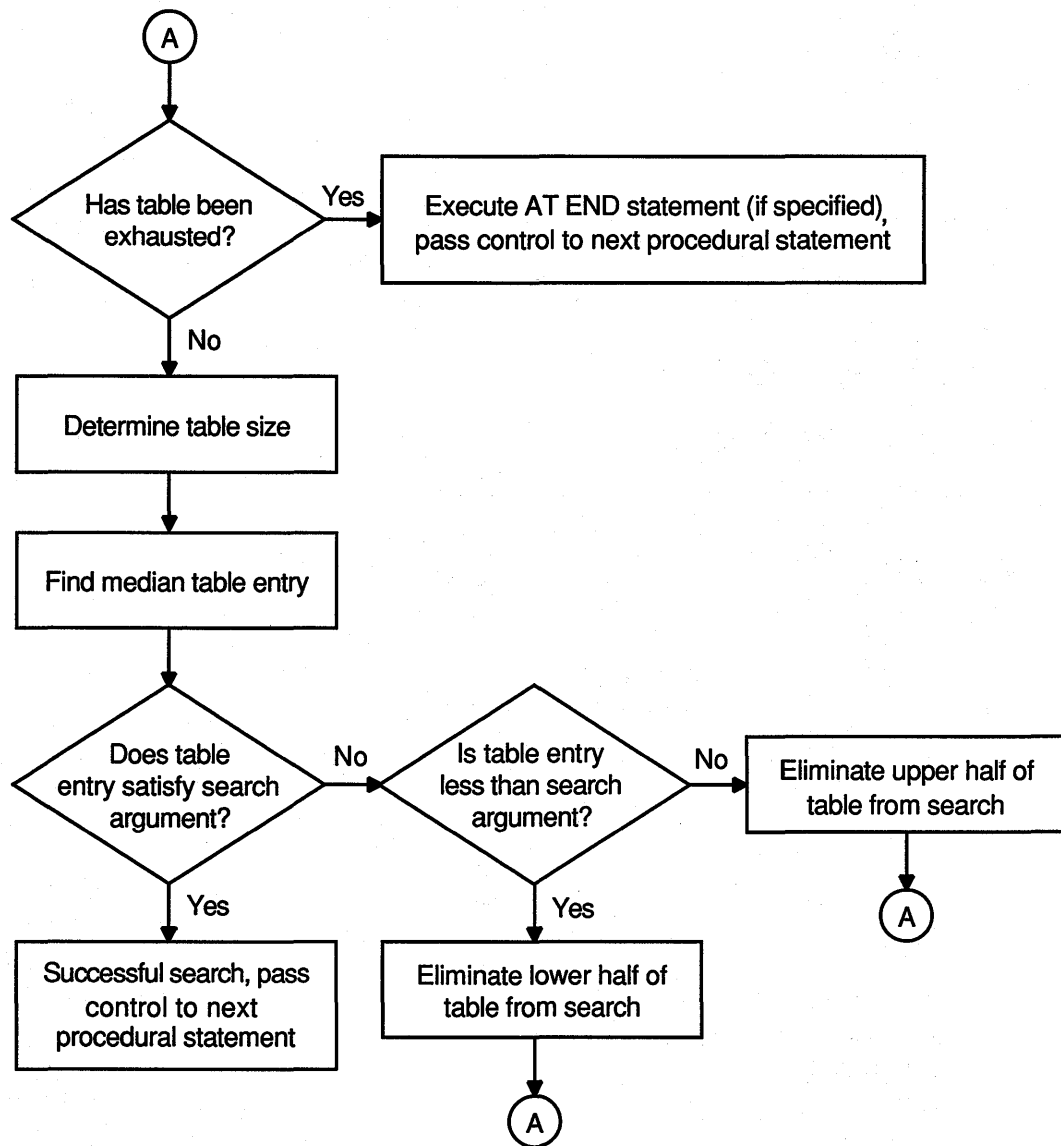 A
Has table been
exhausted?
Yes
Execute AT END statement (if specified),
pass control to next procedural statement
No
Determine table size
Find median table entry
Does table
entry satisfy search
argument?
No
Is table entry
less than search
argument?
No
Eliminate upper half of
table from search
A
Yes
Successful search, pass
control to next
procedural statement
Yes
Eliminate lower half of
table from search
A